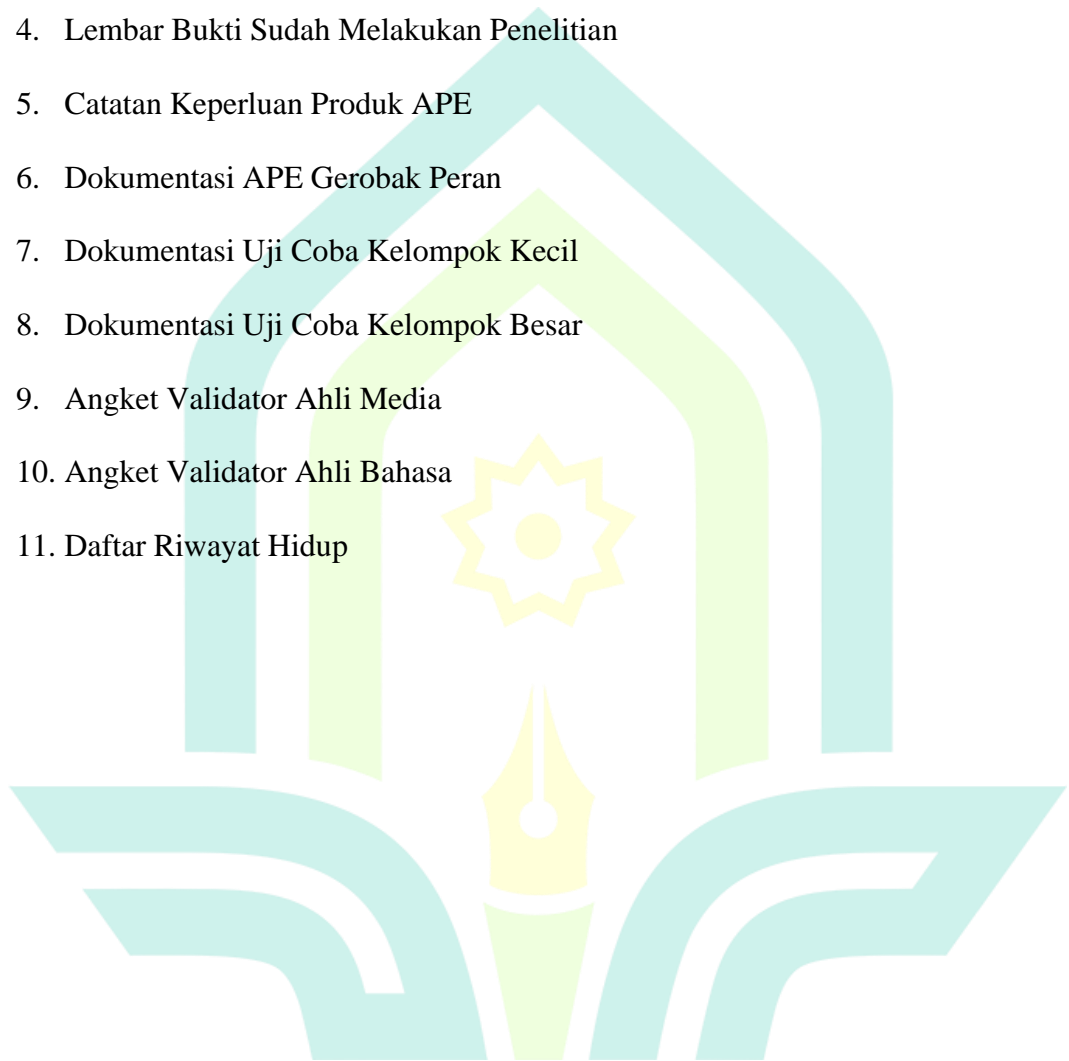 4. Lembar Bukti Sudah Melakukan Penelitian
5. Catatan Keperluan Produk APE
6. Dokumentasi APE Gerobak Peran
7. Dokumentasi Uji Coba Kelompok Kecil
8. Dokumentasi Uji Coba Kelompok Besar
9. Angket Validator Ahli Media
10. Angket Validator Ahli Bahasa
11. Daftar Riwayat Hidup